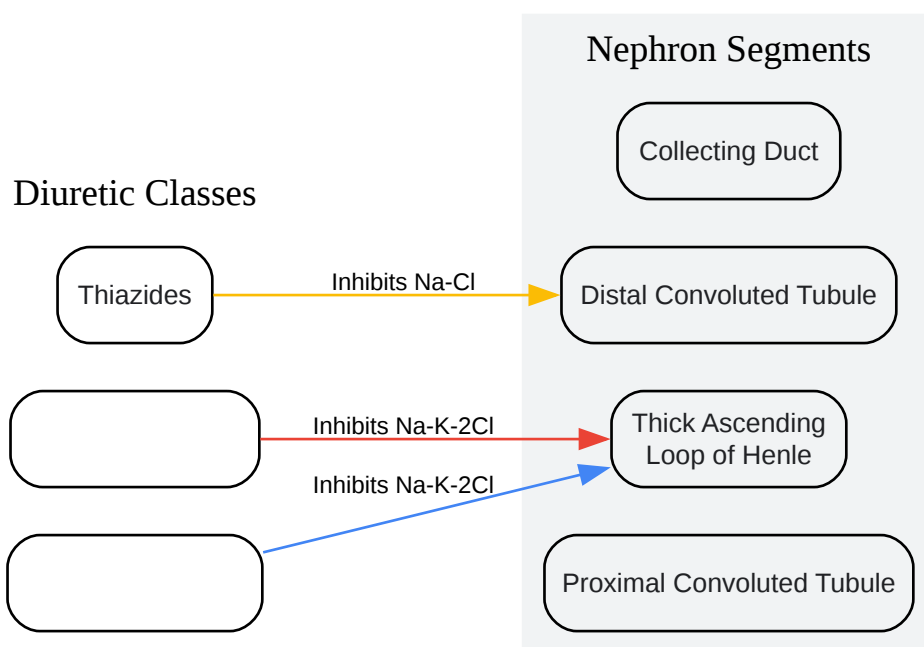 Nephron Segments
Collecting Duct
Diuretic Classes
Thiazides
Inhibits Na-Cl
Distal Convoluted Tubule
Inhibits Na-K-2Cl
Thick Ascending
Loop of Henle
Inhibits Na-K-2Cl
Proximal Convoluted Tubule